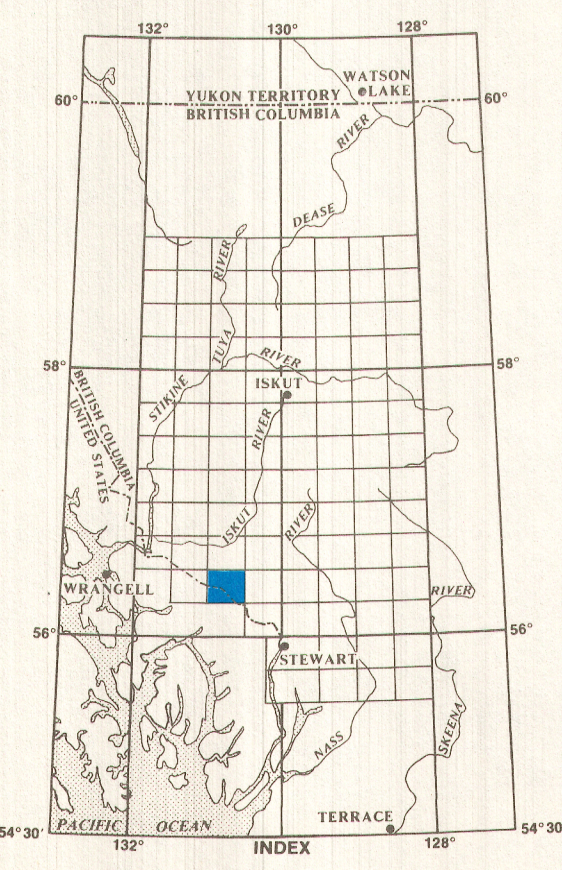 132° 130° 128°
WATSON
LAKE
60° YUKON TERRITORY 60°
BRITISH COLUMBIA
RIVER
DEASE
RIVER
TUYA
RIVER
58° 58°
ISKUT
STIKINE
BRITISH COLUMBIA
UNITED STATES
RIVER
ISKUT
RIVER
WRANGELL
RIVER
56° 56°
STEWART
NASS
SKEENA
TERRACE
54°30' PACIFIC OCEAN 54°30
132° INDEX 128°